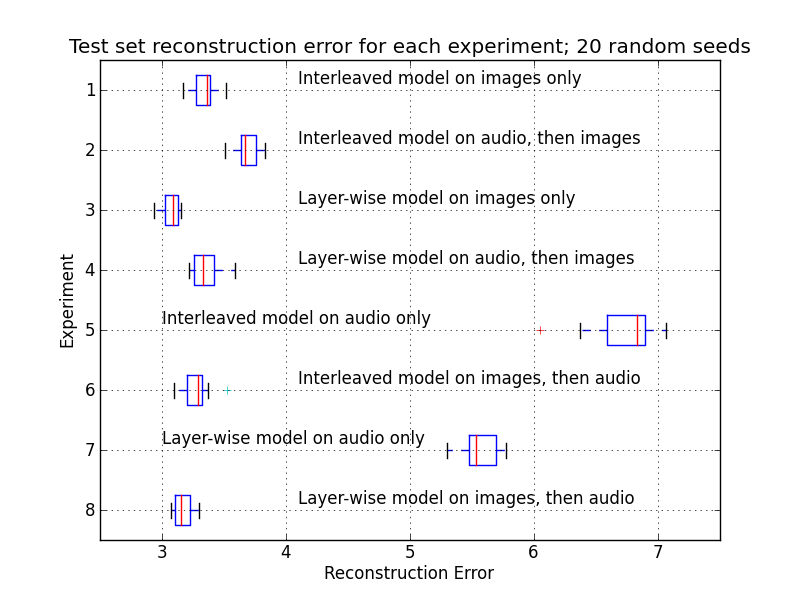 Test set reconstruction error for each experiment; 20 random seeds
Interleaved model on images only
1
Interleaved model on audio, then images
2
Layer-wise model on images only
3
Layer-wise model on audio, then images
4
Experiment
Interleaved model on audio only
5
Interleaved model on images, then audio
6
Layer-wise model on audio only
7
Layer-wise model on images, then audio
8
3 4 5 6 7
Reconstruction Error